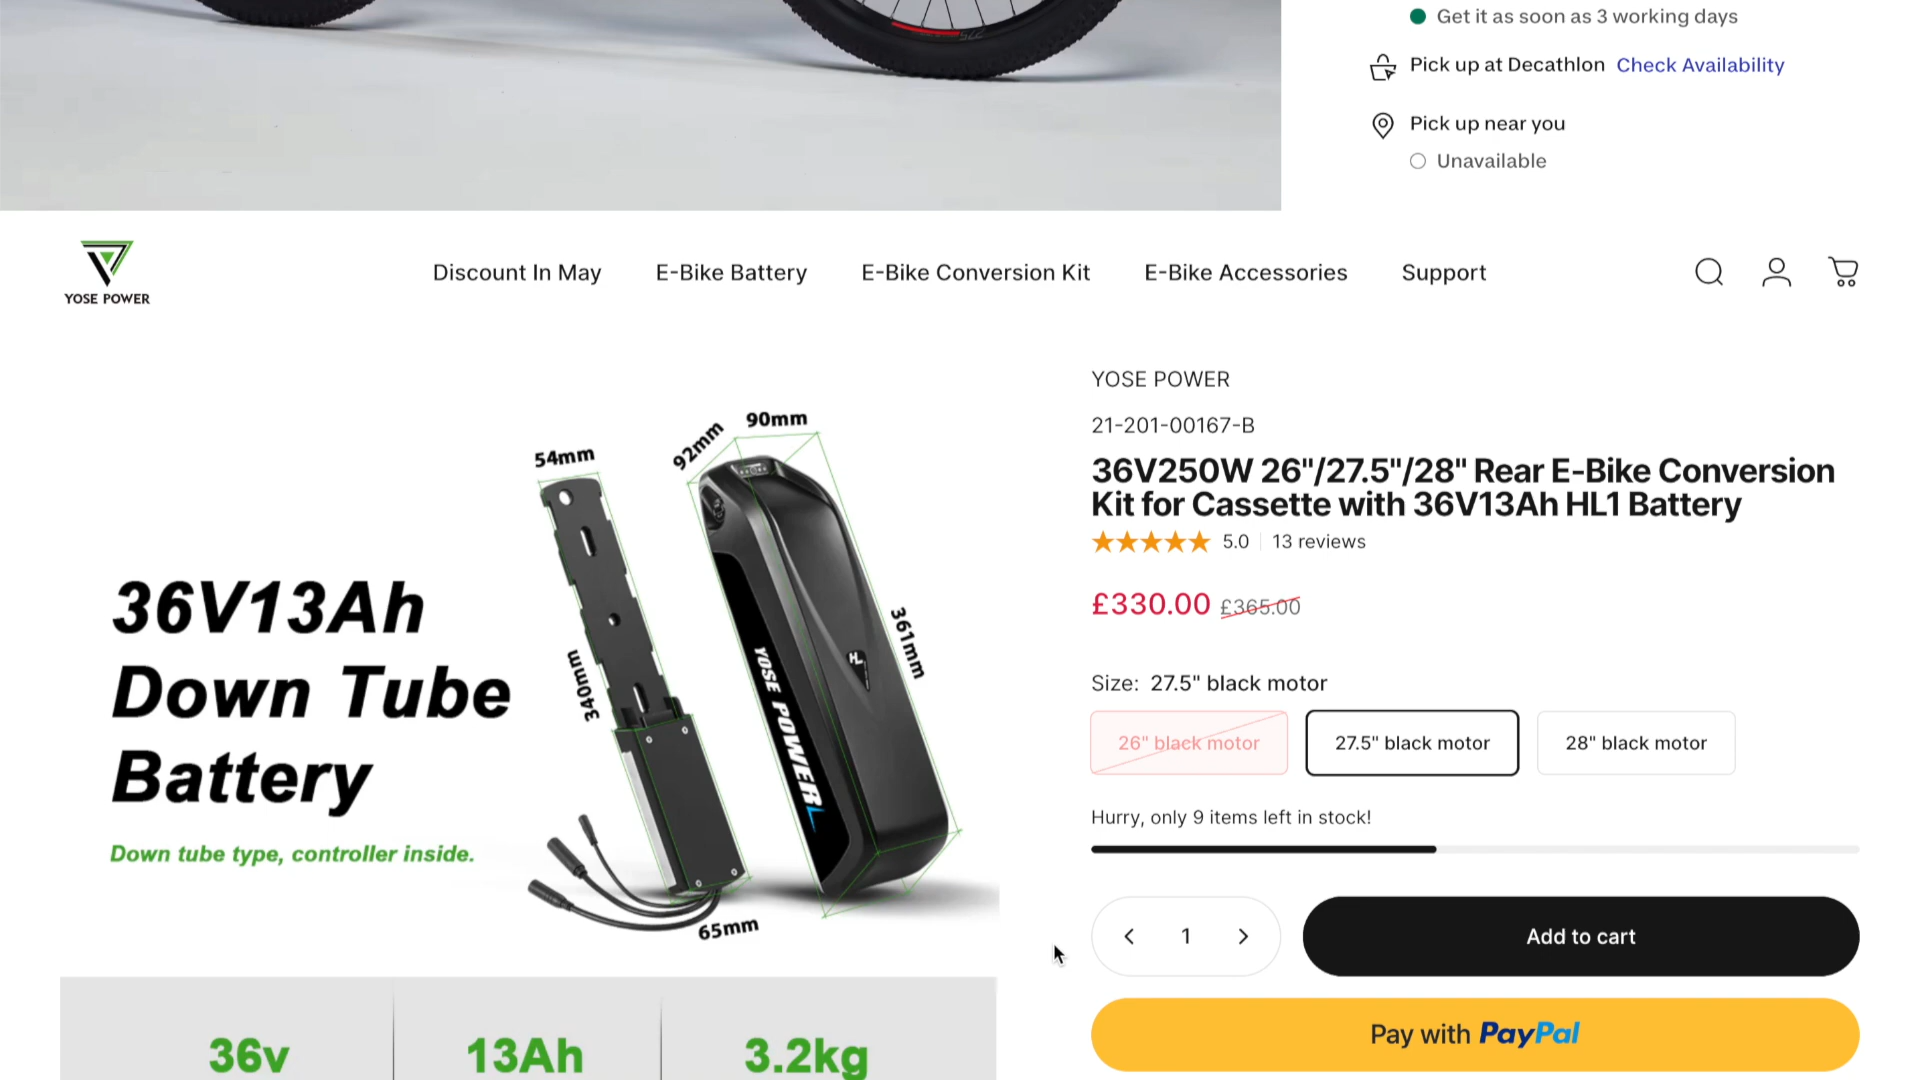 Get it as soon as 3 working days
Pick up at Decathlon Check Availability
Pick up near you
Unavailable
YOSE POWER
Discount In May
E-Bike Battery
E-Bike Conversion Kit
E-Bike Accessories
Support
54mm
92mm
90mm
340mm
361mm
65mm
YOSE POWER
HL
36V13Ah
Down Tube
Battery
Down tube type, controller inside.
36v
13Ah
3.2kg
YOSE POWER
21-201-00167-B
36V250W 26"/27.5"/28" Rear E-Bike Conversion
Kit for Cassette with 36V13Ah HL1 Battery
5.0
13 reviews
£330.00 £365.00
Size: 27.5" black motor
26" black motor
27.5" black motor
28" black motor
Hurry, only 9 items left in stock!
1
Add to cart
Pay with PayPal